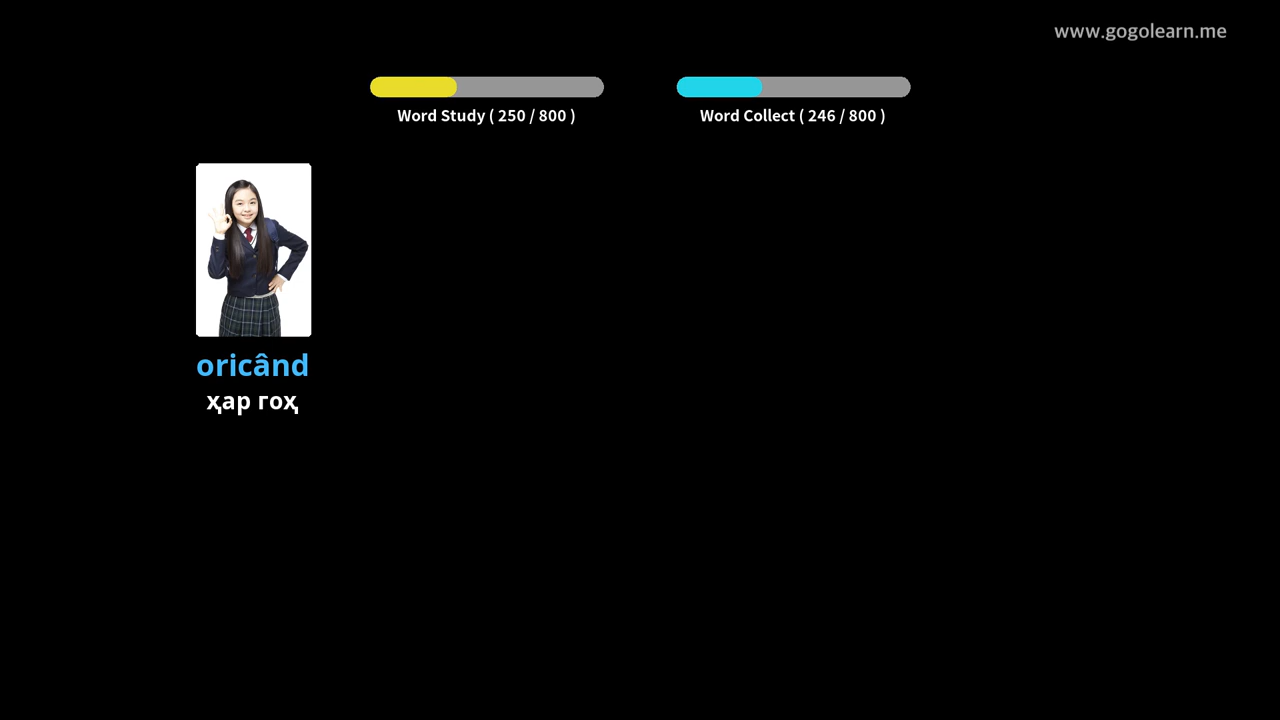 www.gogolearn.me
Word Study ( 250 / 800 )
Word Collect ( 246 / 800 )
oricând
ҳар гоҳ